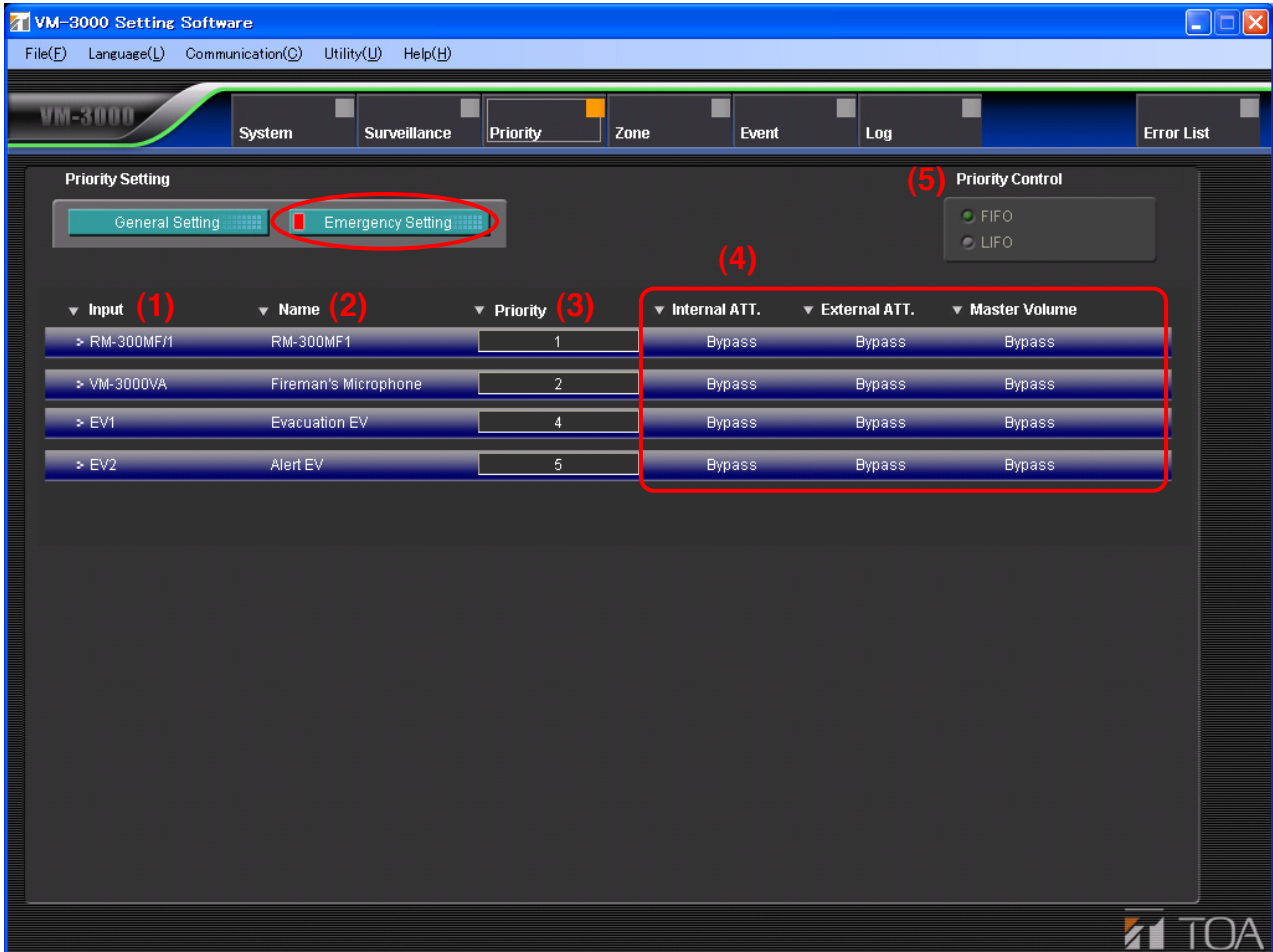 VM-3000 Setting Software
File(F) Language(L) Communication(C) Utility(U) Help(H)
VM-3000
System Surveillance Priority Zone Event Log Error List
Priority Setting (5) Priority Control
General Setting Emergency Setting FIFO
LIFO
(4)
Input (1) Name (2) Priority (3) Internal ATT. External ATT. Master Volume
> RM-300MF/1 RM-300MF1 1 Bypass Bypass Bypass
> VM-3000VA Fireman's Microphone 2 Bypass Bypass Bypass
> EV1 Evacuation EV 4 Bypass Bypass Bypass
> EV2 Alert EV 5 Bypass Bypass Bypass
TOA